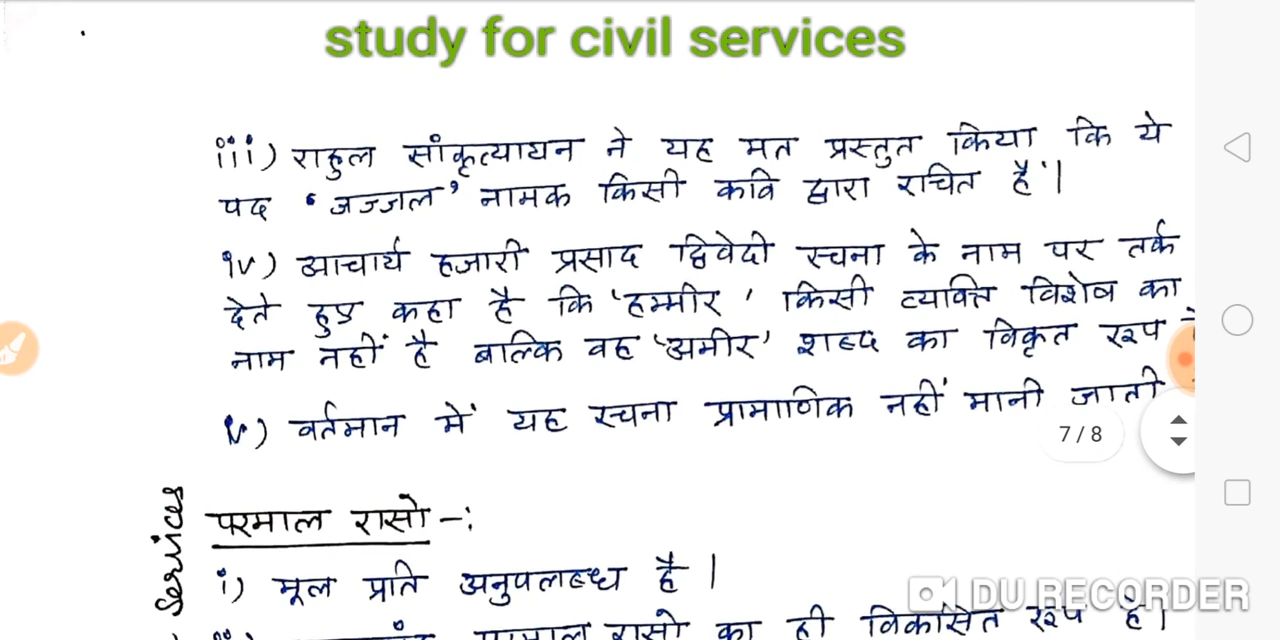 study for civil services
iii) राहुल सांकृत्यायन ने यह मत प्रस्तुत किया कि ये
पद 'जज्जल' नामक किसी कवि द्वारा रचित हैं।
iv) आचार्य हजारी प्रसाद द्विवेदी रचना के नाम पर तर्क
देते हुए कहा है कि 'हम्मीर' किसी व्यक्ति विशेष का
नाम नहीं है बल्कि वह 'अमीर' शब्द का विकृत रूप
v) वर्तमान में यह रचना प्रामाणिक नहीं मानी जाती
7/8
Services
परमाल रासो -:
i) मूल प्रति अनुपलब्ध है।
परमाल रासो का ही विकसित रूप है।
DU RECORDER